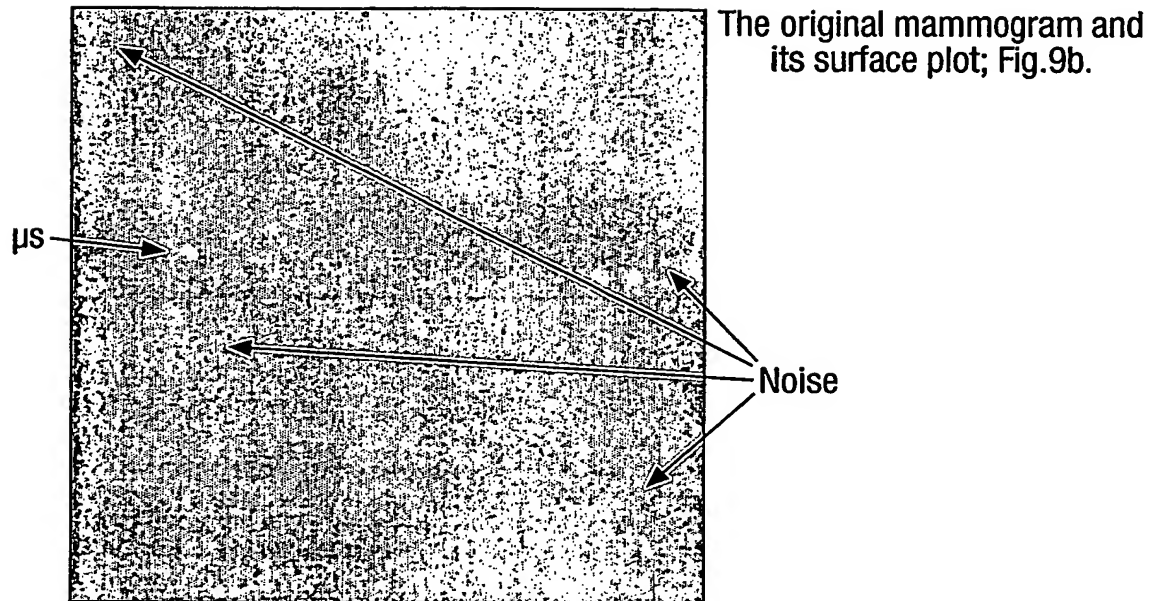 The original mammogram and
its surface plot; Fig.9b.
µs
Noise